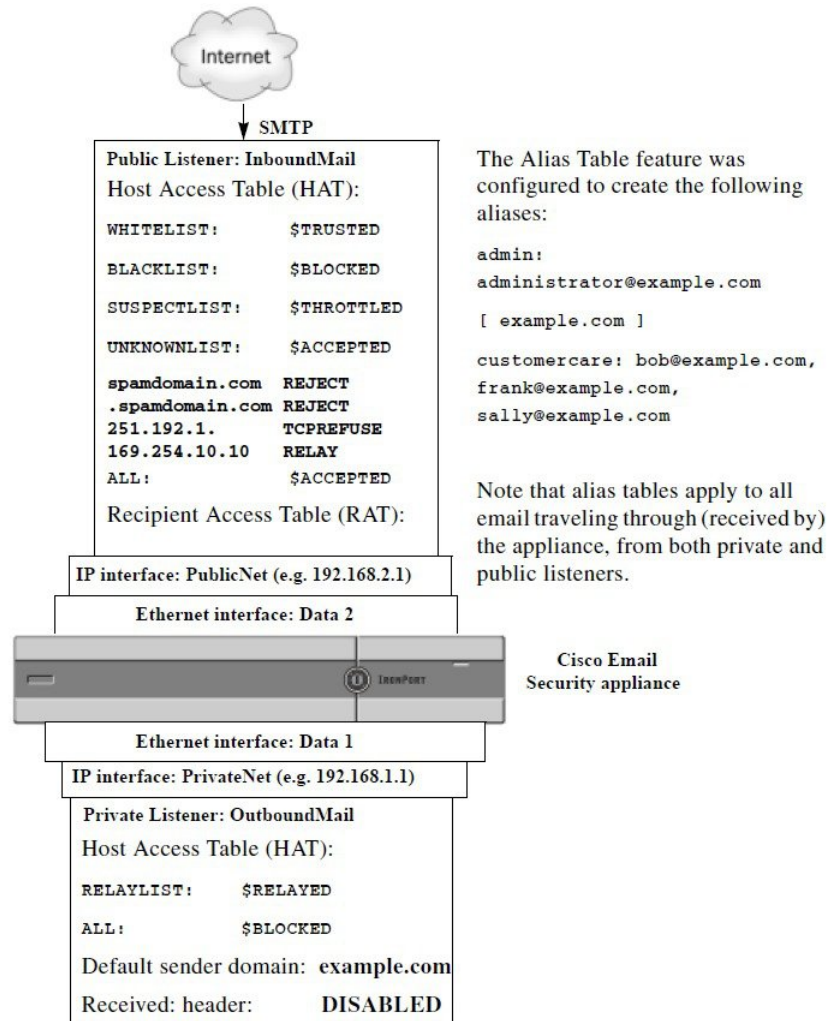 Internet
SMTP
Public Listener: InboundMail
Host Access Table (HAT):
WHITELIST: $TRUSTED
BLACKLIST: $BLOCKED
SUSPECTLIST: $THROTTLED
UNKNOWNLIST: $ACCEPTED
spamdomain.com REJECT
.spamdomain.com REJECT
251.192.1. TCPREFUSE
169.254.10.10 RELAY
ALL: $ACCEPTED
Recipient Access Table (RAT):
The Alias Table feature was
configured to create the following
aliases:
admin:
administrator@example.com
[ example.com ]
customercare: bob@example.com,
frank@example.com,
sally@example.com
Note that alias tables apply to all
email traveling through (received by)
the appliance, from both private and
public listeners.
IP interface: PublicNet (e.g. 192.168.2.1)
Ethernet interface: Data 2
IRONPORT
Cisco Email
Security appliance
Ethernet interface: Data 1
IP interface: PrivateNet (e.g. 192.168.1.1)
Private Listener: OutboundMail
Host Access Table (HAT):
RELAYLIST: $RELAYED
ALL: $BLOCKED
Default sender domain: example.com
Received: header: DISABLED